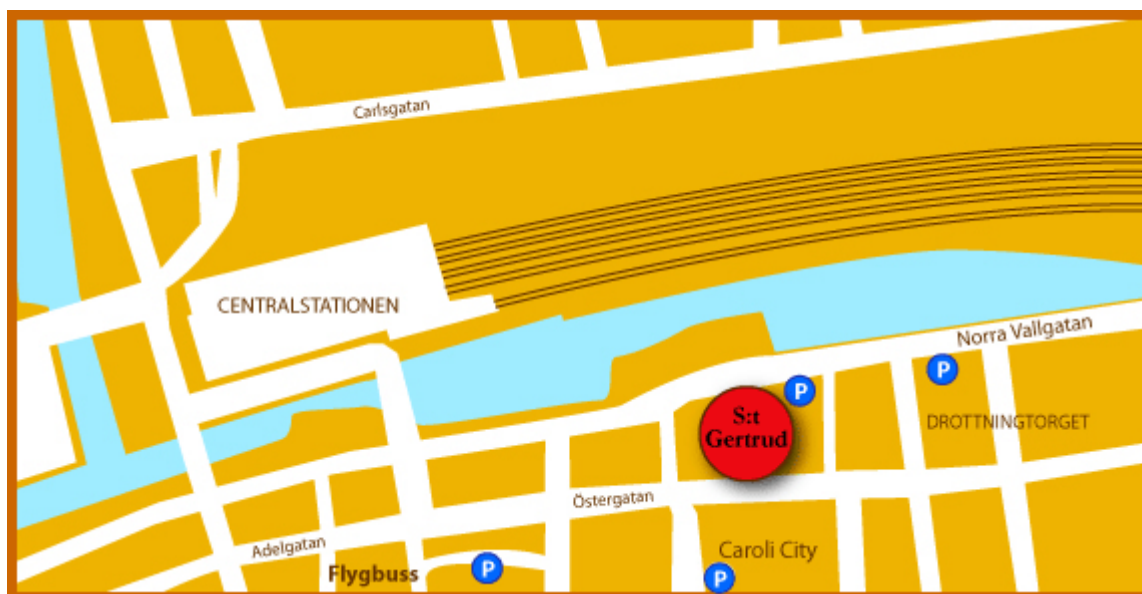 Carlsgatan
CENTRALSTATIONEN
Norra Vallgatan
P
P
S:t
Gertrud
DROTTNINGTORGET
Östergatan
Adelgatan
Caroli City
Flygbuss
P
P